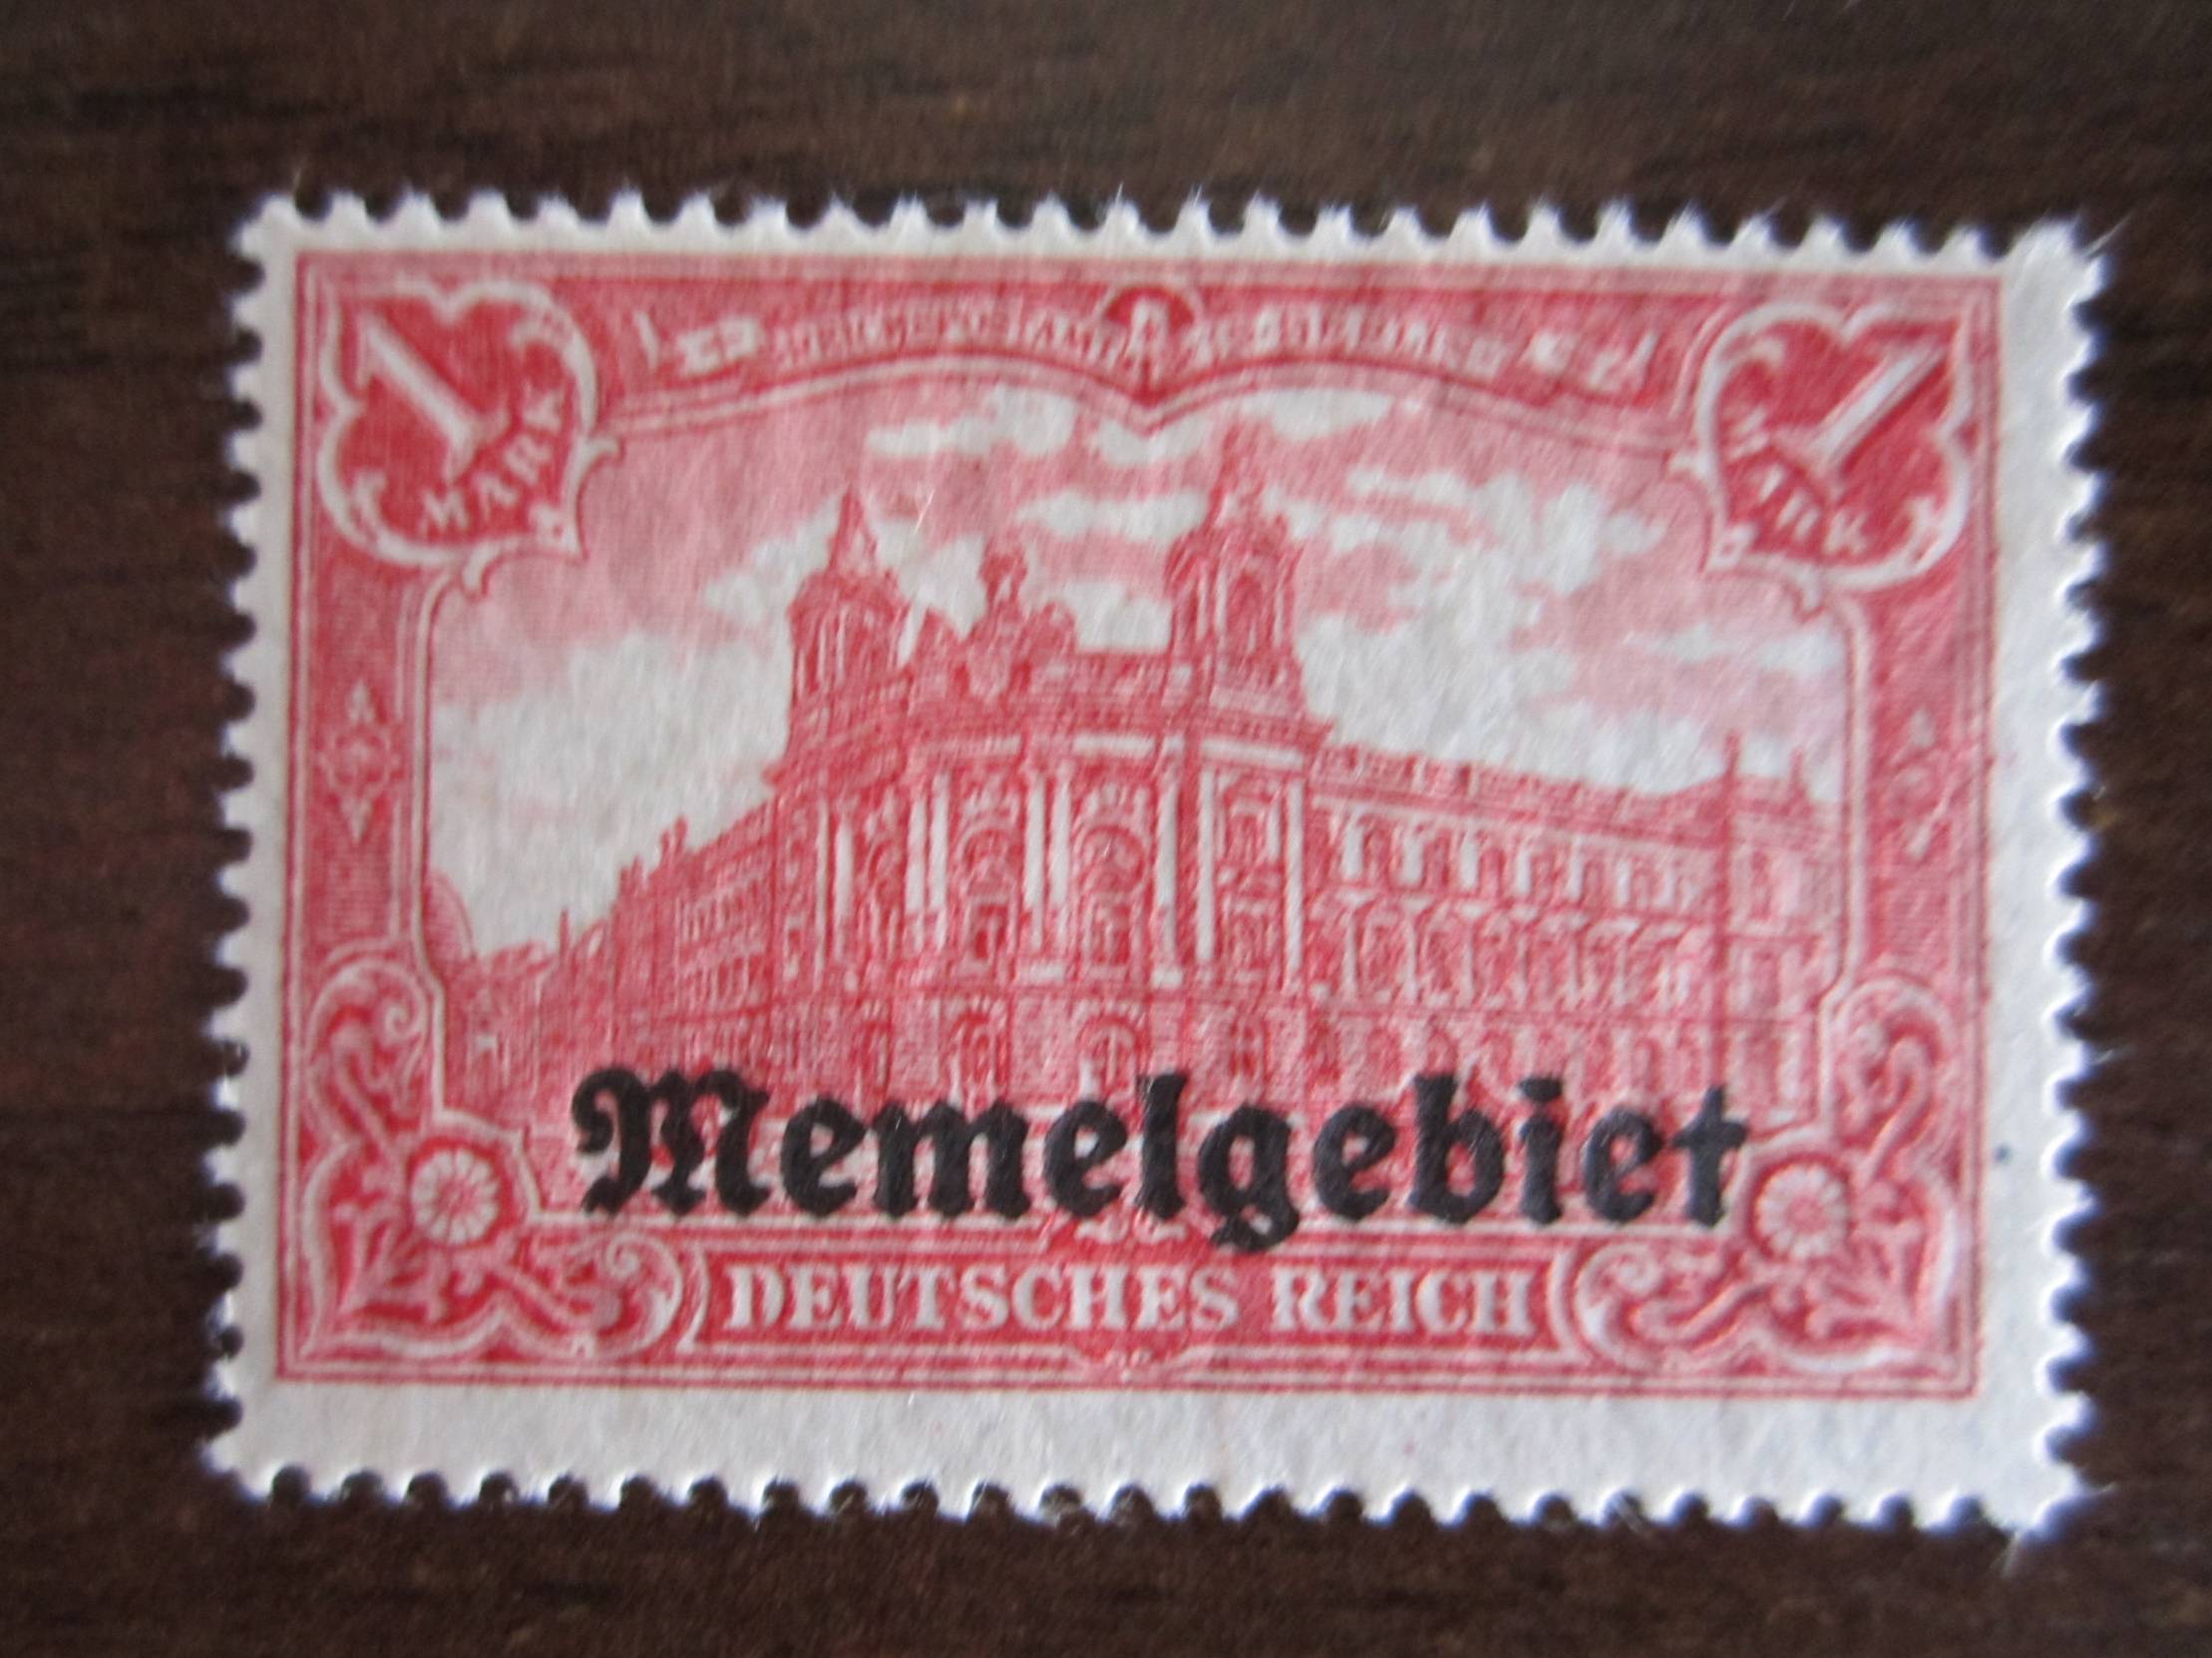 1
MARK
1
MARK
Memelgebiet
DEUTSCHES REICH